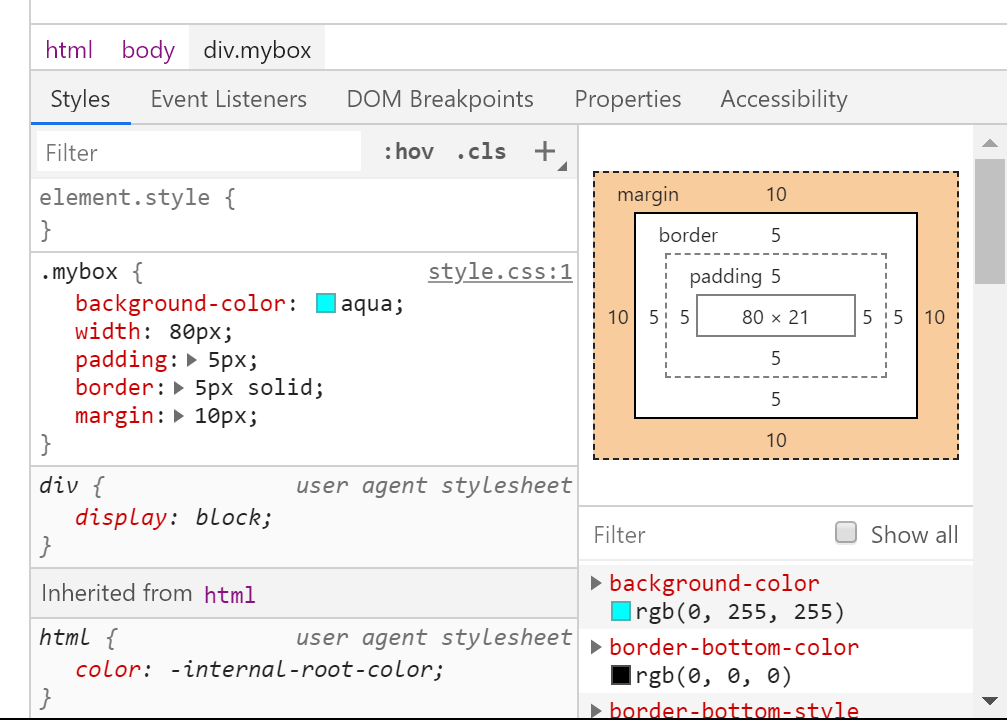 html body div.mybox
Styles Event Listeners DOM Breakpoints Properties Accessibility
Filter :hov .cls +
element.style {
}
.mybox { style.css:1
background-color: aqua;
width: 80px;
padding: 5px;
border: 5px solid;
margin: 10px;
}
div { user agent stylesheet
display: block;
}
Inherited from html
html { user agent stylesheet
color: -internal-root-color;
}
margin 10
border 5
padding 5
10 5 5 80 × 21 5 5 10
5
5
10
Filter Show all
background-color
rgb(0, 255, 255)
border-bottom-color
rgb(0, 0, 0)
border-bottom-style